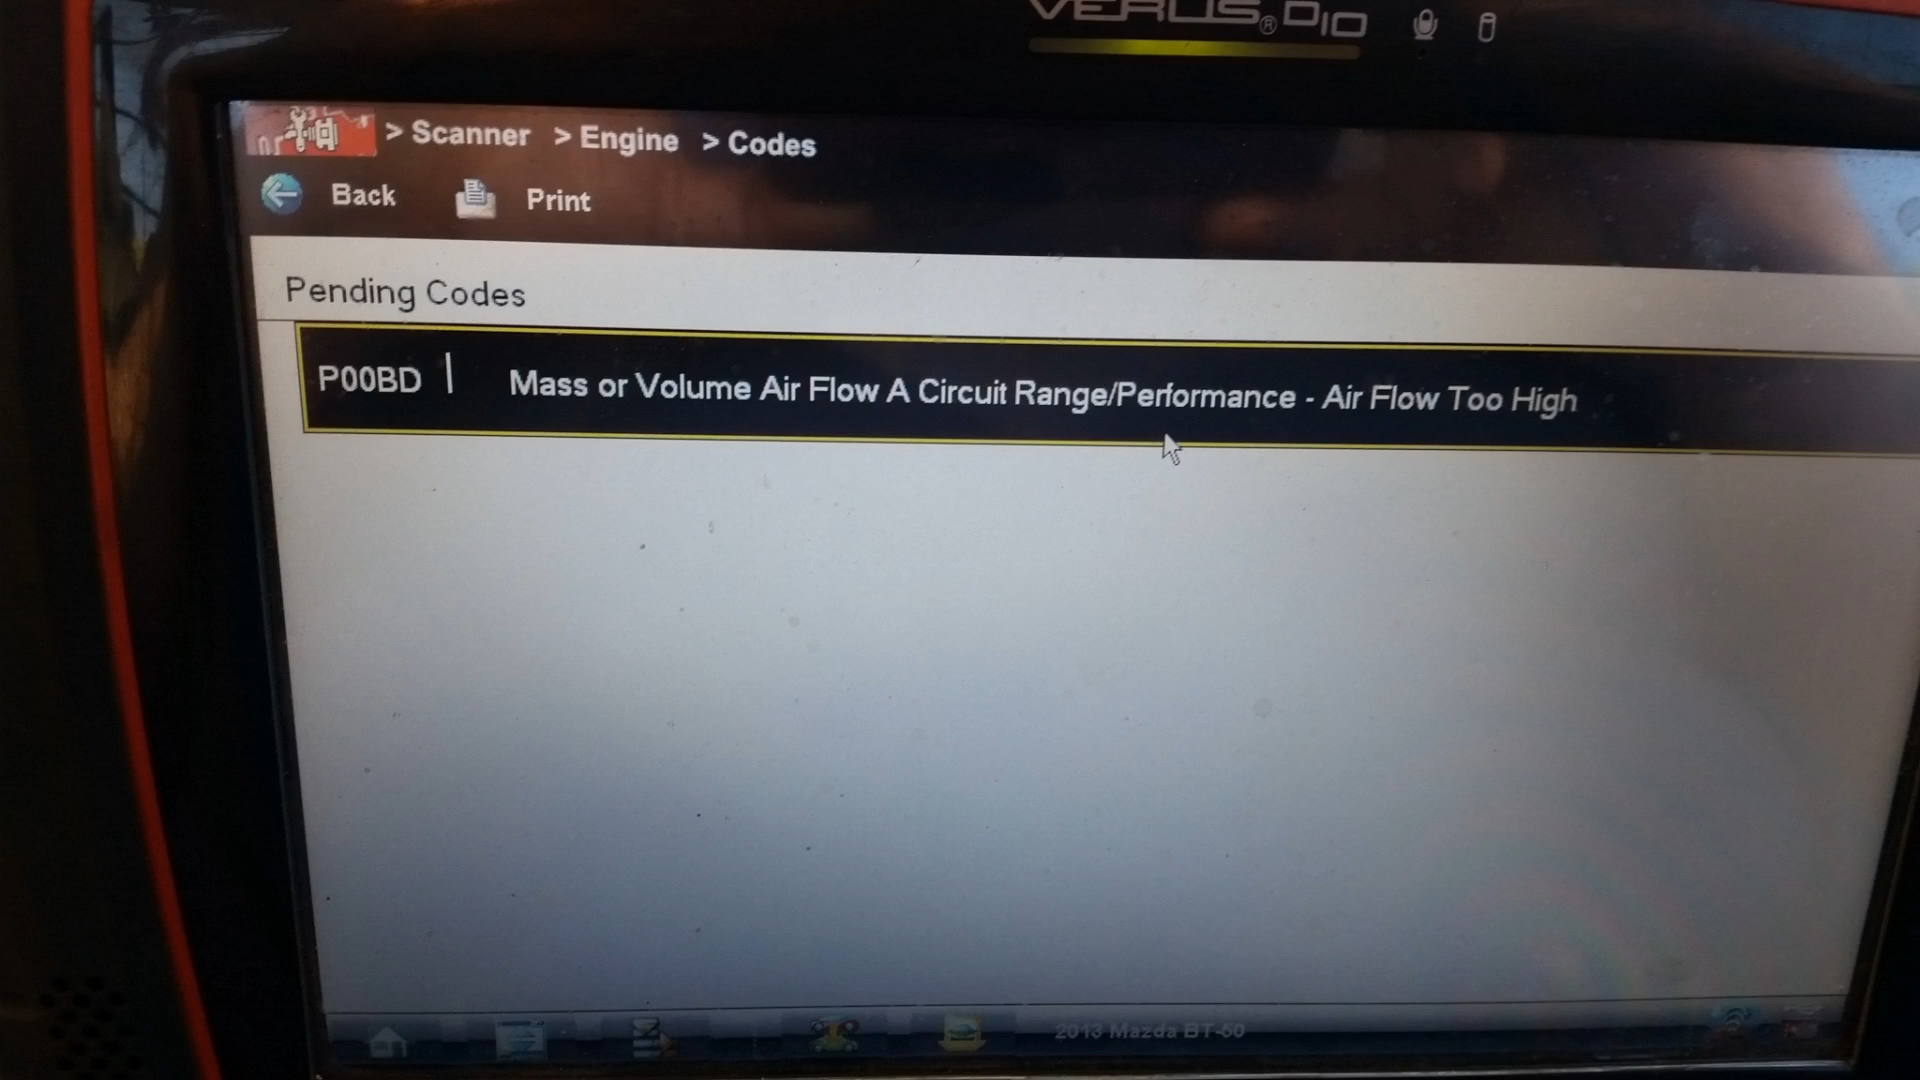 VERUS® D10
> Scanner > Engine > Codes
Back Print
Pending Codes
P00BD Mass or Volume Air Flow A Circuit Range/Performance - Air Flow Too High
2013 Mazda BT-50